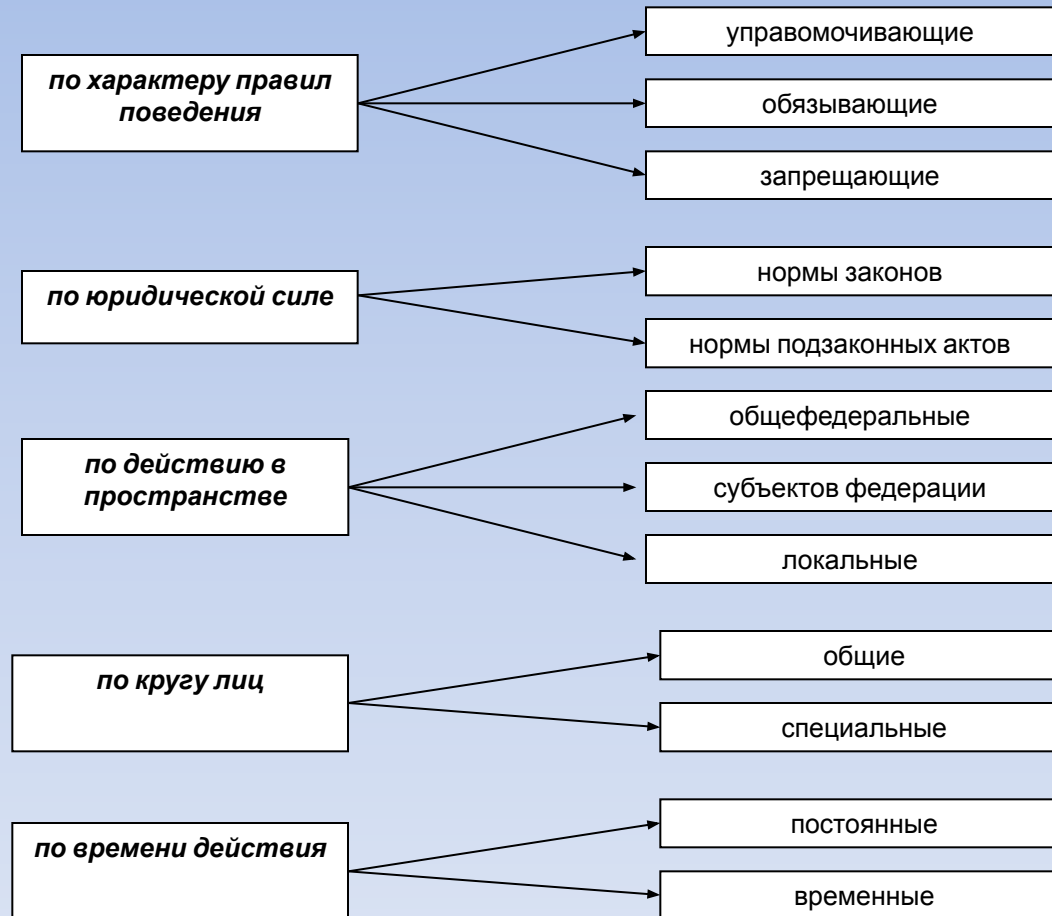 по характеру правил
поведения
управомочивающие
обязывающие
запрещающие
по юридической силе
нормы законов
нормы подзаконных актов
по действию в
пространстве
общефедеральные
субъектов федерации
локальные
по кругу лиц
общие
специальные
по времени действия
постоянные
временные